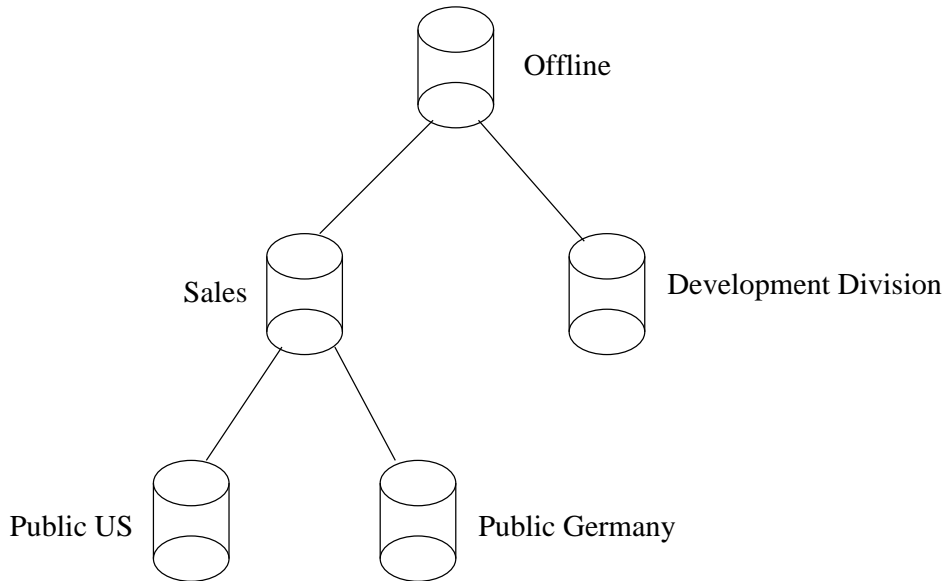 Offline
Sales
Development Division
Public US
Public Germany